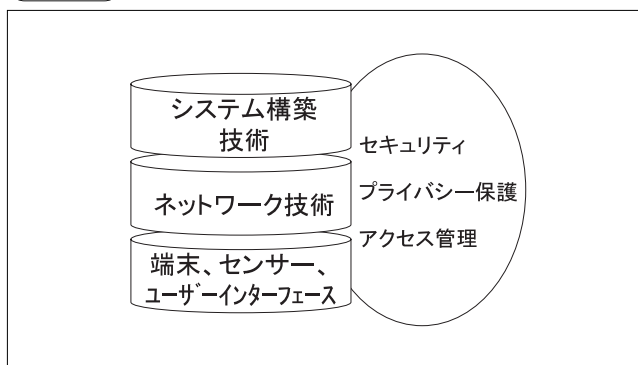 システム構築
技術
ネットワーク技術
端末、センサー、
ユーザーインターフェース
セキュリティ
プライバシー保護
アクセス管理